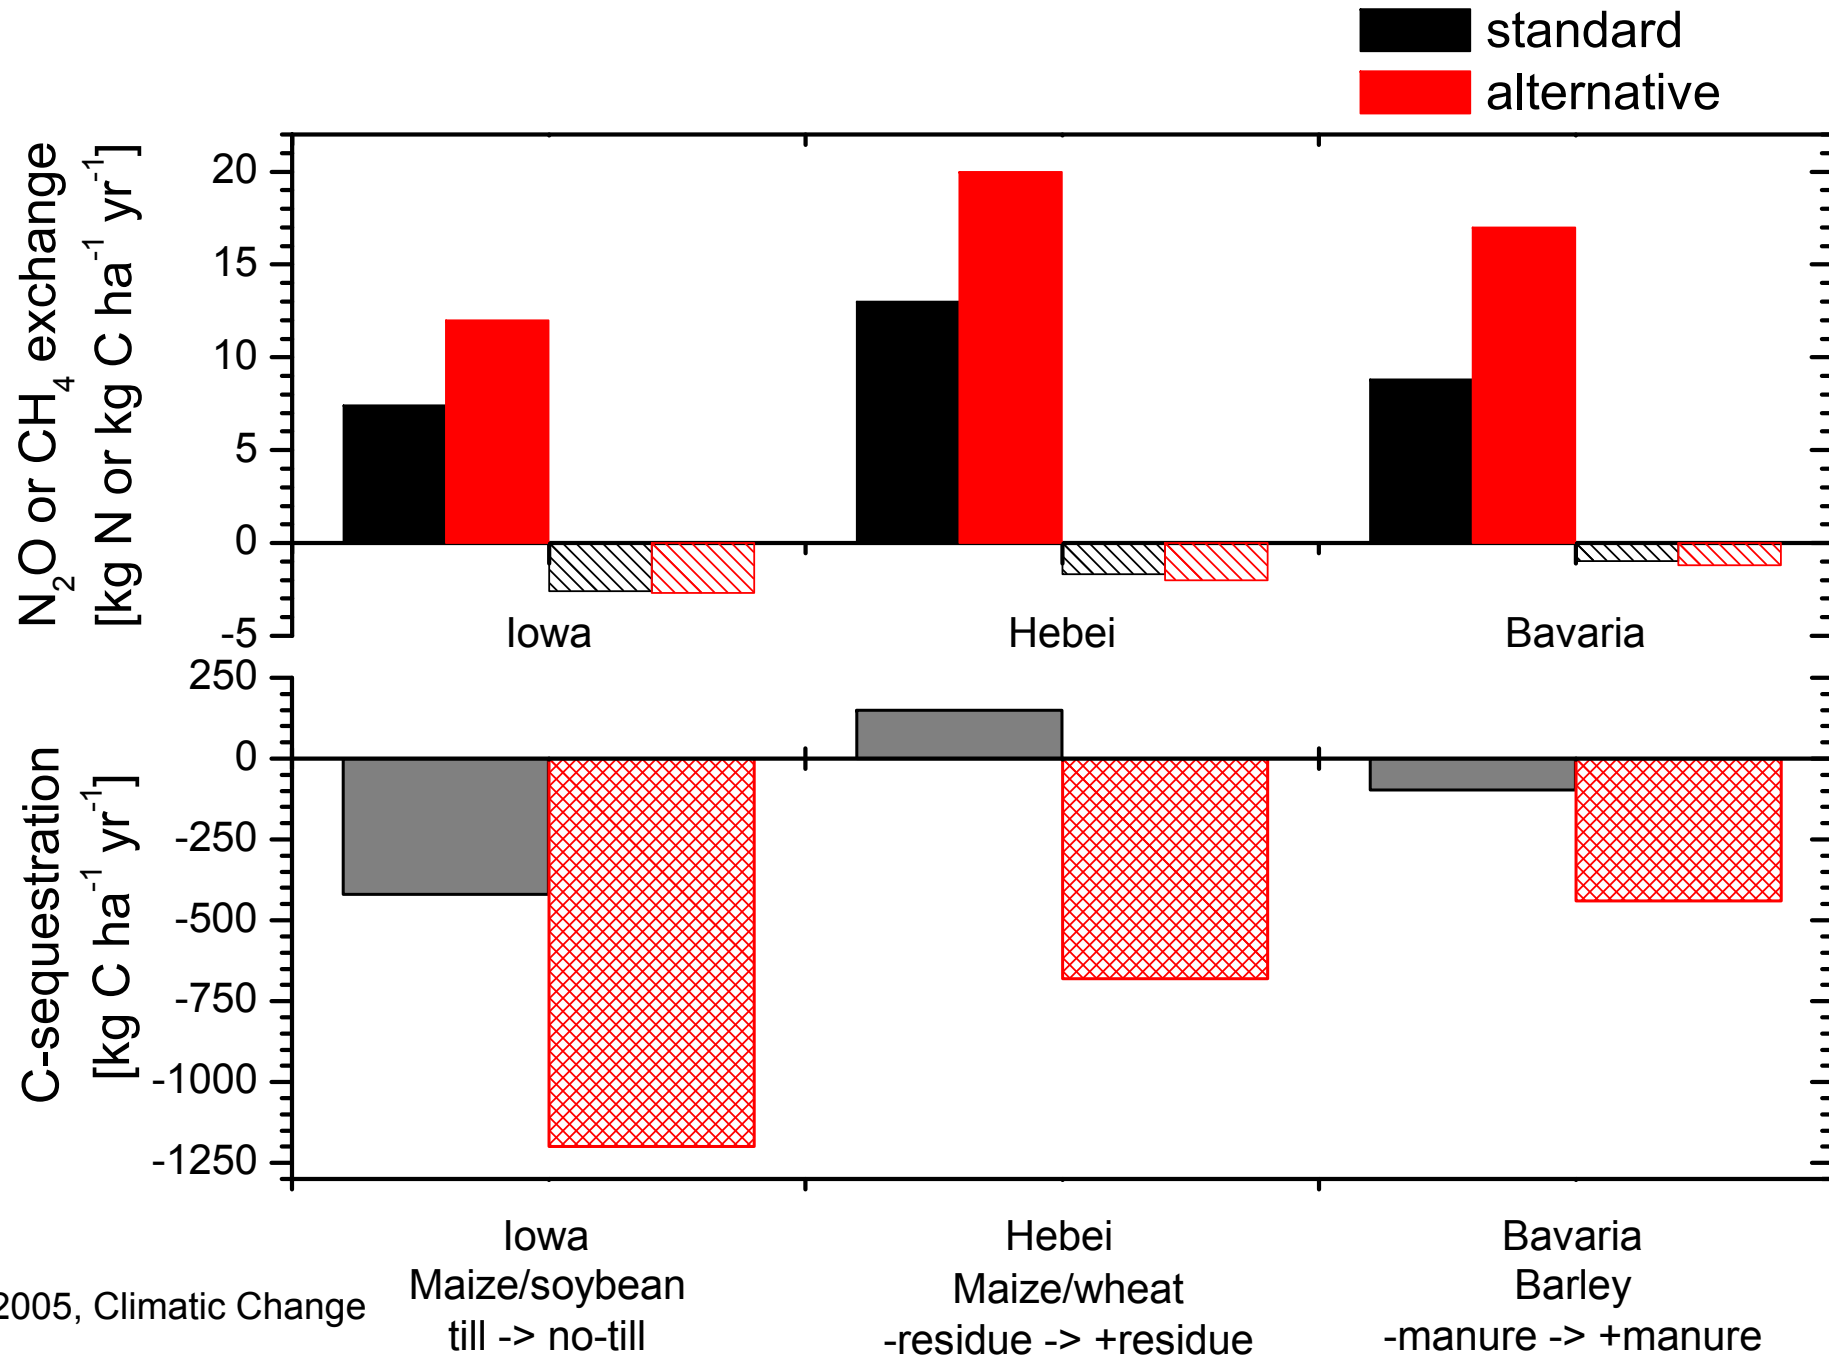 standard
alternative
N₂O or CH₄ exchange
[kg N or kg C ha⁻¹ yr⁻¹]
20
15
10
5
0
-5
Iowa
Hebei
Bavaria
C-sequestration
[kg C ha⁻¹ yr⁻¹]
250
0
-250
-500
-750
-1000
-1250
Iowa
Maize/soybean
till -> no-till
Hebei
Maize/wheat
-residue -> +residue
Bavaria
Barley
-manure -> +manure
2005, Climatic Change